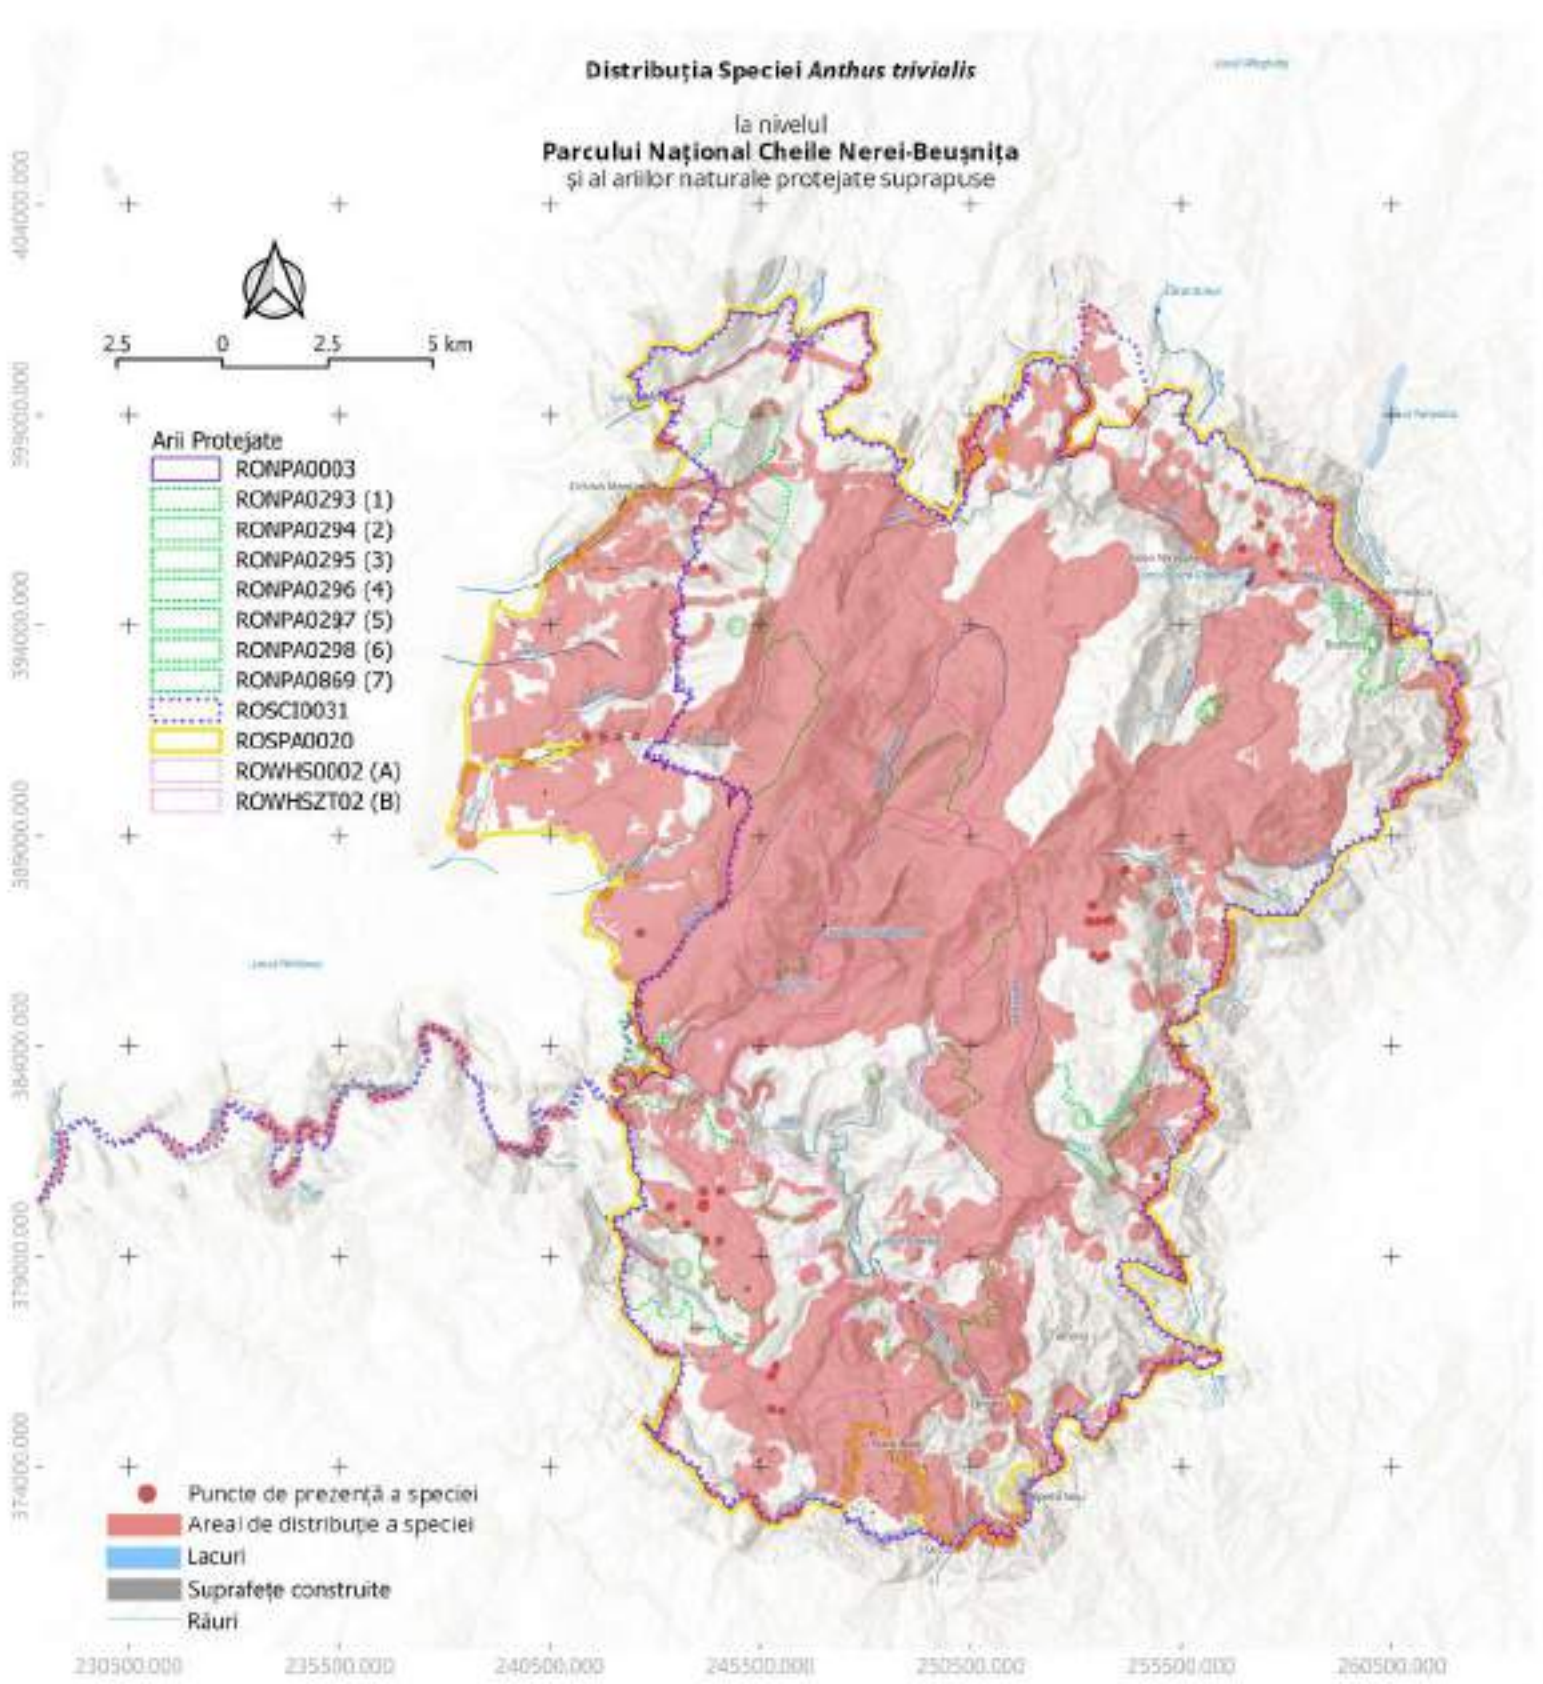 Distribuția Speciei Anthus trivialis
la nivelul
Parcului Național Cheile Nerei-Beușnița
și al ariilor naturale protejate suprapuse
404000.000
399000.000
394000.000
389000.000
384000.000
379000.000
374000.000
2.5 0 2.5 5 km
Arii Protejate
RONPA0003
RONPA0293 (1)
RONPA0294 (2)
RONPA0295 (3)
RONPA0296 (4)
RONPA0297 (5)
RONPA0298 (6)
RONPA0869 (7)
ROSCI0031
ROSPA0020
ROWHS0002 (A)
ROWHSZT02 (B)
Puncte de prezență a speciei
Areal de distribuție a speciei
Lacuri
Suprafețe construite
Râuri
230500.000 235500.000 240500.000 245500.000 250500.000 255500.000 260500.000